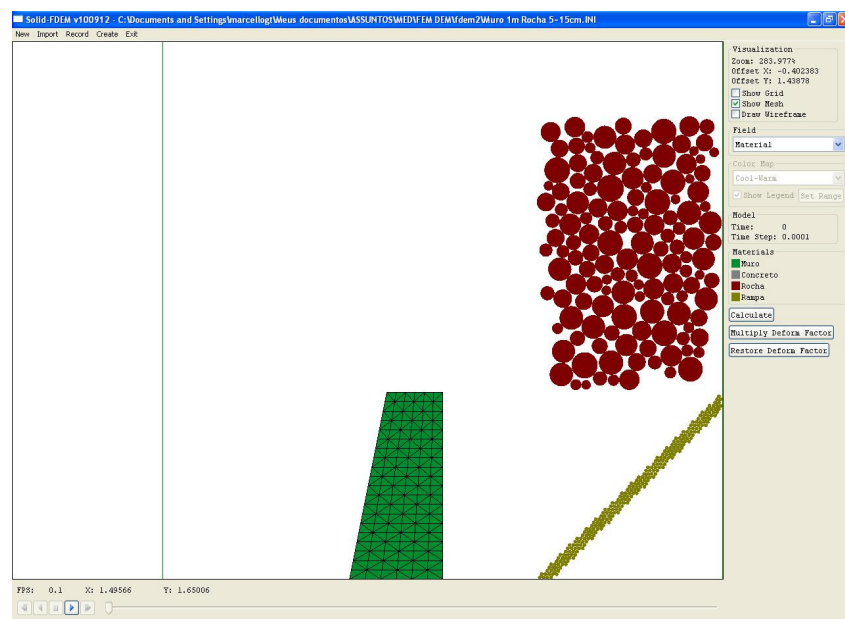 Solid-FDEM v100912 - C:\Documents and Settings\marcellogt\Meus documentos\ASSUNTOS\MED\FEM DEM\fdem2\Muro 1m Rocha 5-15cm.INI
New Import Record Create Exit
Visualization
Zoom: 283.977%
Offset X: -0.402383
Offset Y: 1.43878
Show Grid
Show Mesh
Draw Wireframe
Field
Material
Color Map
Cool-Warm
Show Legend Set Range
Model
Time: 0
Time Step: 0.0001
Materials
Muro
Concreto
Rocha
Rampa
Calculate
Multiply Deform Factor
Restore Deform Factor
FPS: 0.1 X: 1.49566 Y: 1.65006